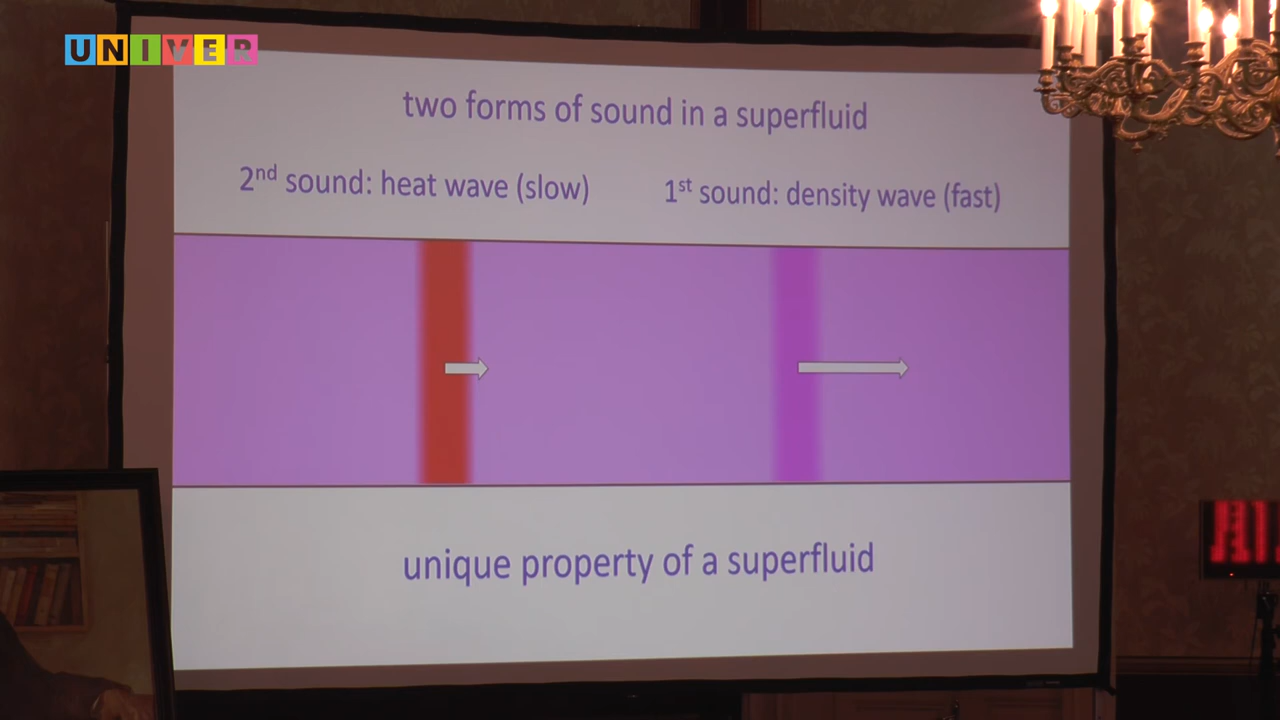 UNIVER
two forms of sound in a superfluid
2nd sound: heat wave (slow)
1st sound: density wave (fast)
unique property of a superfluid